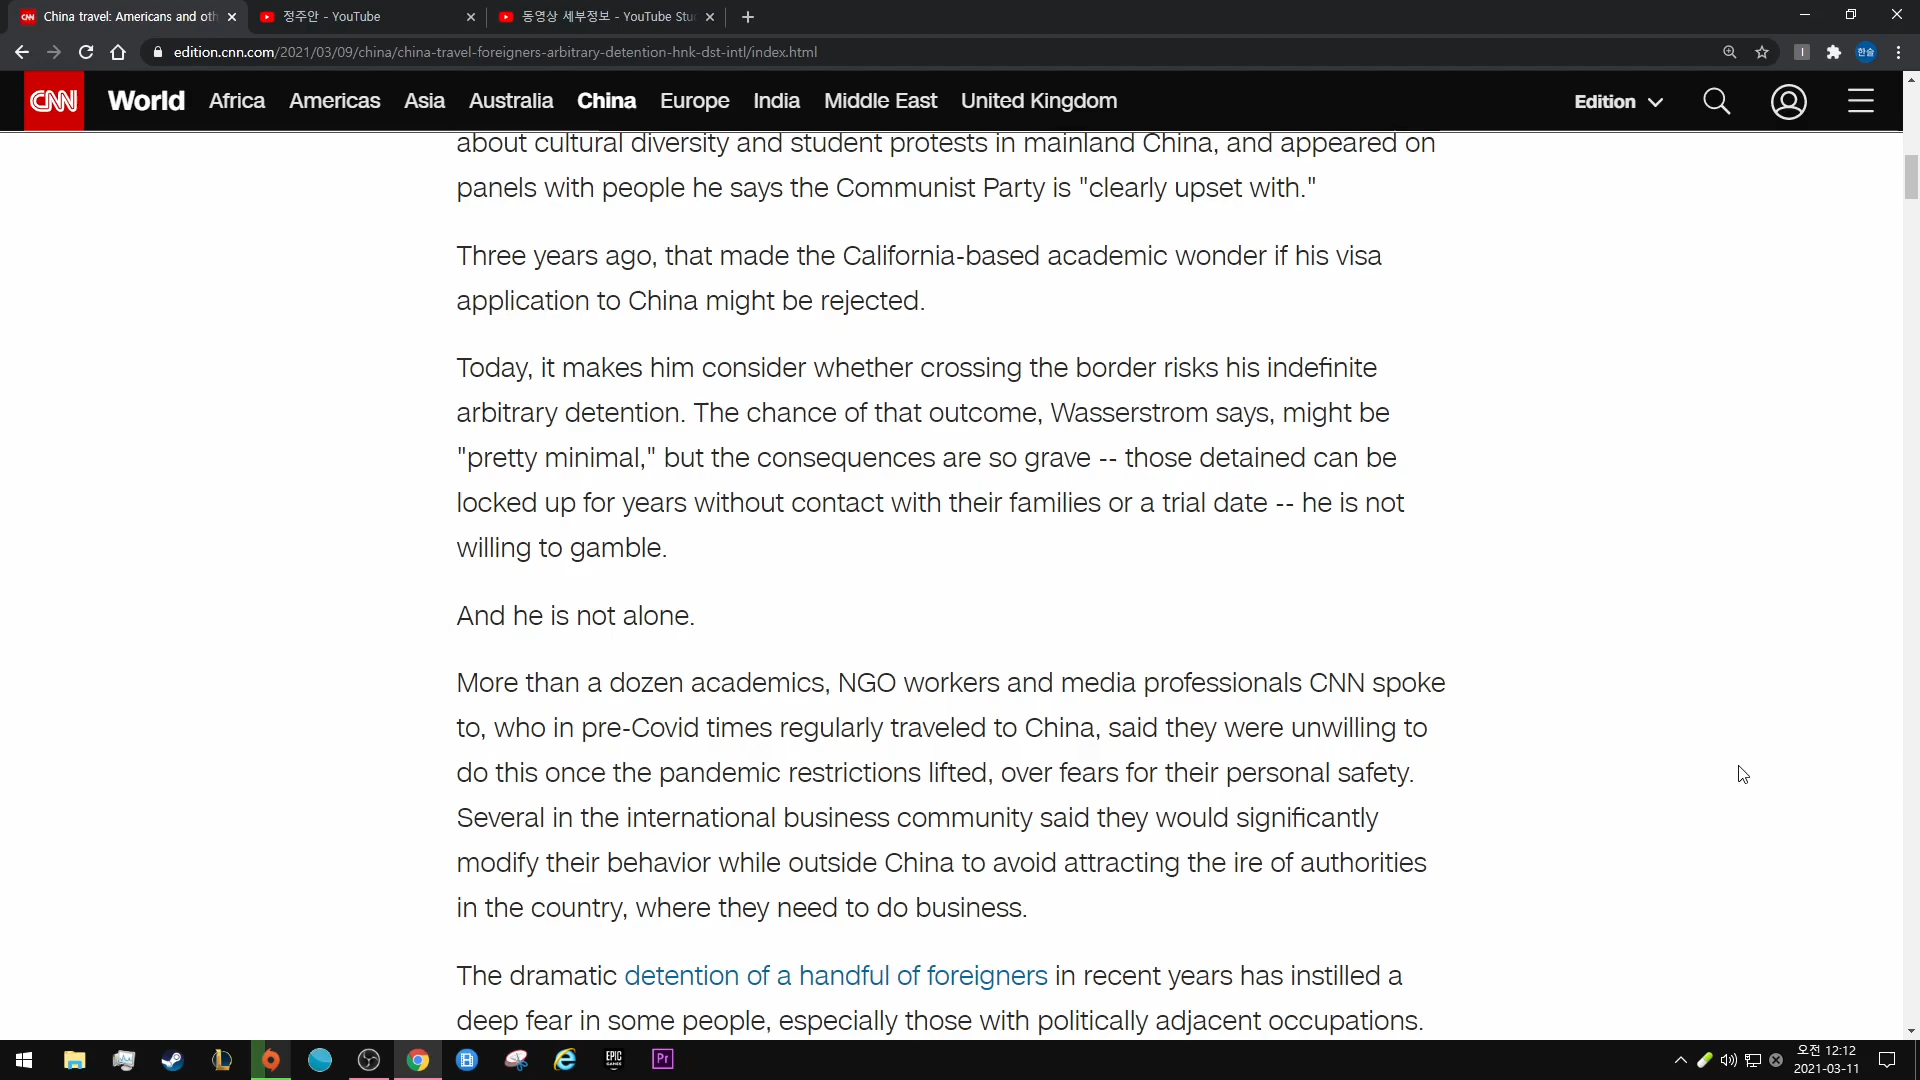 China travel: Americans and oth
정주안 - YouTube
동영상 세부정보 - YouTube Stu
edition.cnn.com/2021/03/09/china/china-travel-foreigners-arbitrary-detention-hnk-dst-intl/index.html
한슬
CNN World Africa Americas Asia Australia China Europe India Middle East United Kingdom Edition
about cultural diversity and student protests in mainland China, and appeared on
panels with people he says the Communist Party is "clearly upset with."
Three years ago, that made the California-based academic wonder if his visa
application to China might be rejected.
Today, it makes him consider whether crossing the border risks his indefinite
arbitrary detention. The chance of that outcome, Wasserstrom says, might be
"pretty minimal," but the consequences are so grave -- those detained can be
locked up for years without contact with their families or a trial date -- he is not
willing to gamble.
And he is not alone.
More than a dozen academics, NGO workers and media professionals CNN spoke
to, who in pre-Covid times regularly traveled to China, said they were unwilling to
do this once the pandemic restrictions lifted, over fears for their personal safety.
Several in the international business community said they would significantly
modify their behavior while outside China to avoid attracting the ire of authorities
in the country, where they need to do business.
The dramatic detention of a handful of foreigners in recent years has instilled a
deep fear in some people, especially those with politically adjacent occupations.
EPIC GAMES
Pr
오전 12:12
2021-03-11